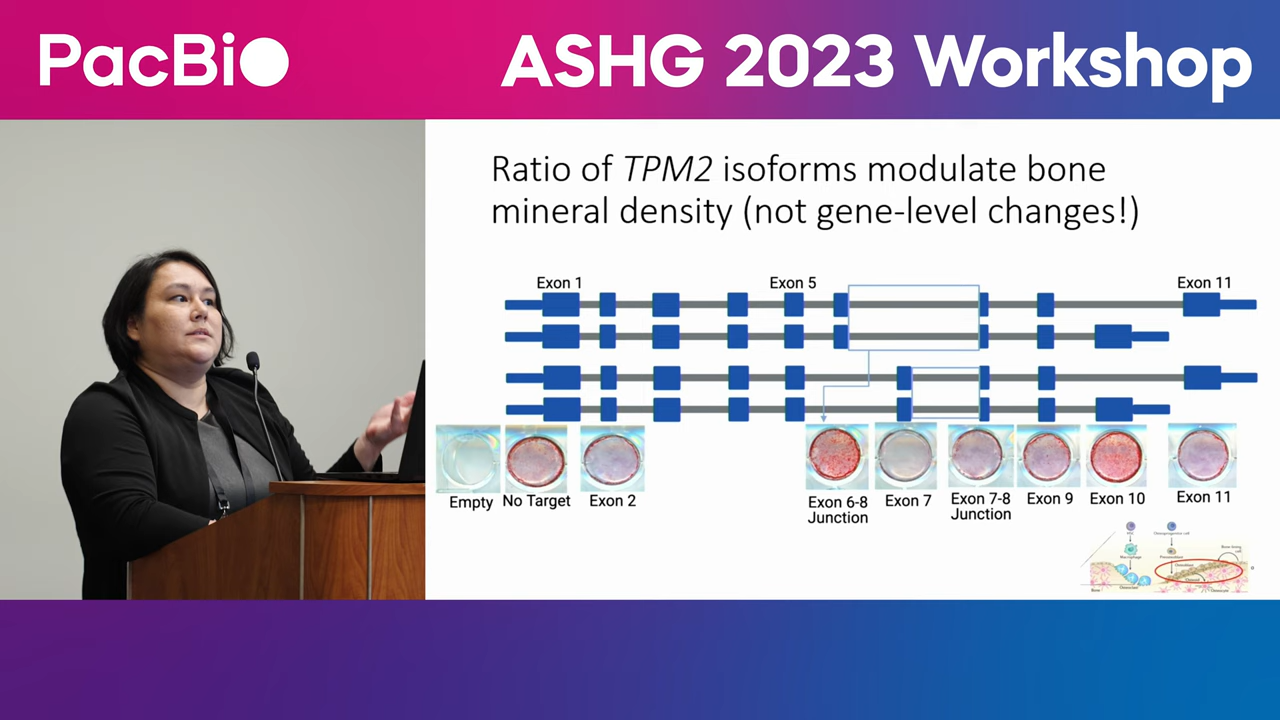 PacBio
ASHG 2023 Workshop
Ratio of TPM2 isoforms modulate bone
mineral density (not gene-level changes!)
Exon 1
Exon 5
Exon 11
Empty
No Target
Exon 2
Exon 6-8
Junction
Exon 7
Exon 7-8
Junction
Exon 9
Exon 10
Exon 11
Macrophage
Bone